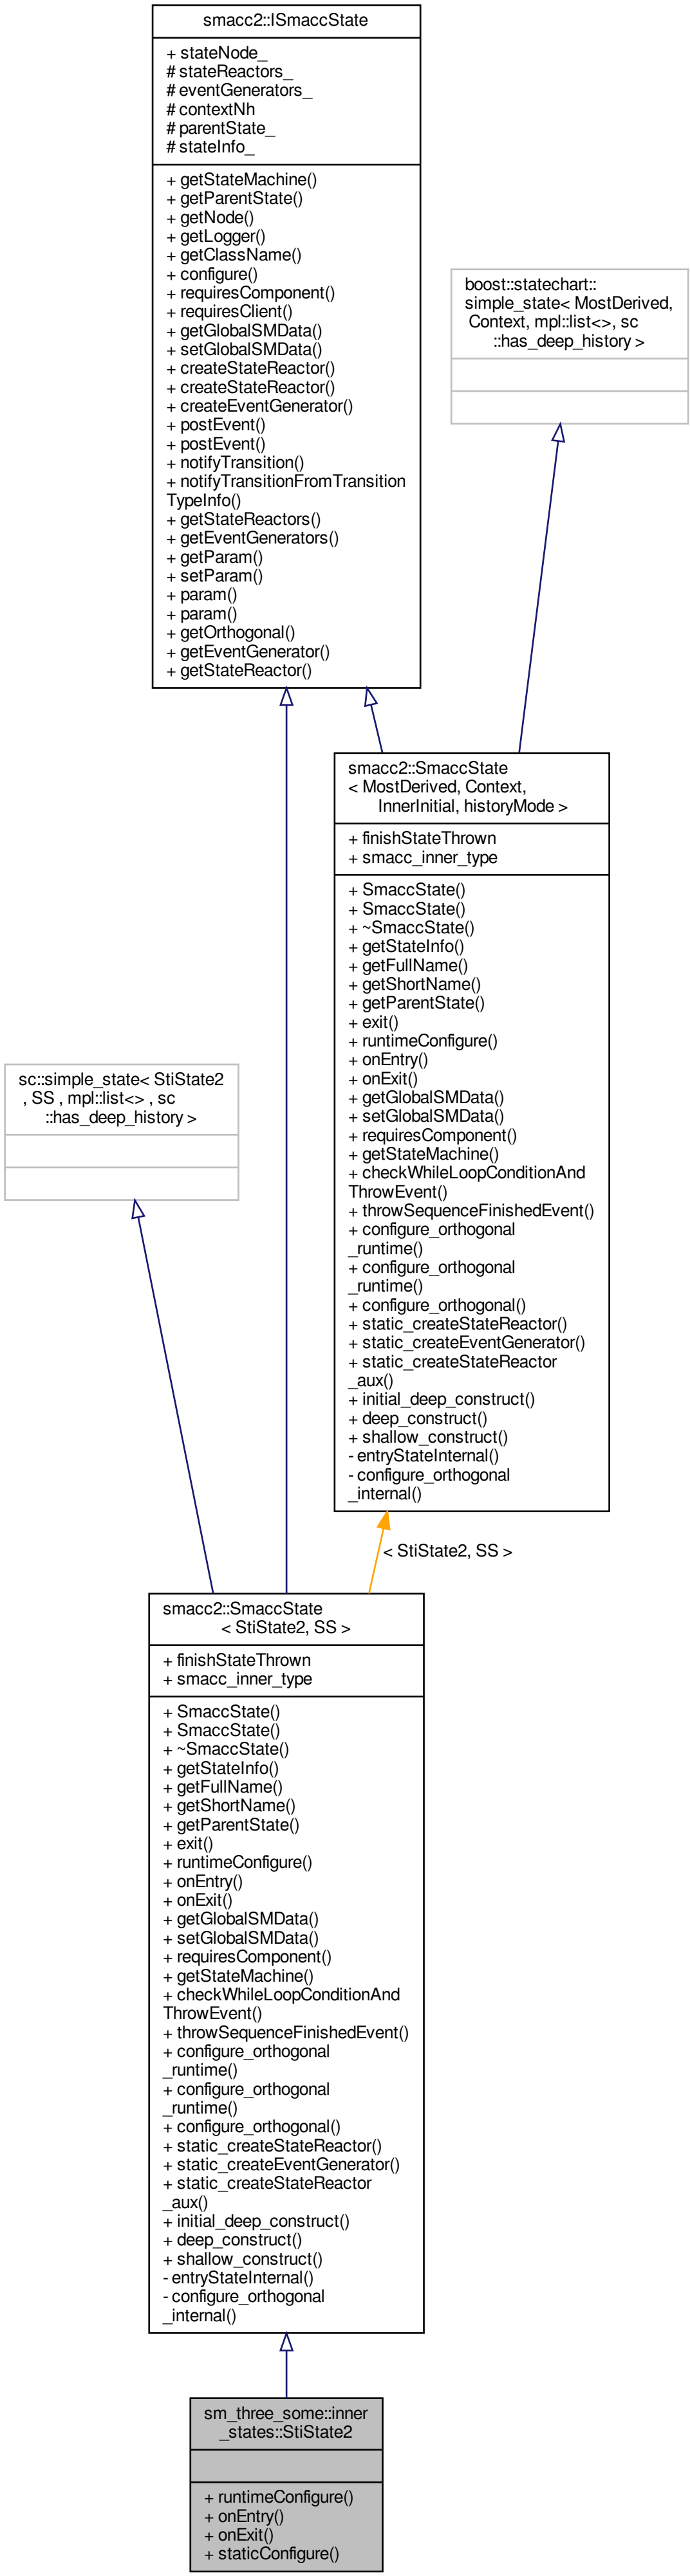 smacc2::ISmaccState
+ stateNode_
# stateReactors_
# eventGenerators_
# contextNh
# parentState_
# stateInfo_
+ getStateMachine()
+ getParentState()
+ getNode()
+ getLogger()
+ getClassName()
+ configure()
+ requiresComponent()
+ requiresClient()
+ getGlobalSMData()
+ setGlobalSMData()
+ createStateReactor()
+ createStateReactor()
+ createEventGenerator()
+ postEvent()
+ postEvent()
+ notifyTransition()
+ notifyTransitionFromTransition
TypeInfo()
+ getStateReactors()
+ getEventGenerators()
+ getParam()
+ setParam()
+ param()
+ param()
+ getOrthogonal()
+ getEventGenerator()
+ getStateReactor()
boost::statechart::
simple_state< MostDerived,
Context, mpl::list<>, sc
::has_deep_history >
smacc2::SmaccState
< MostDerived, Context,
InnerInitial, historyMode >
+ finishStateThrown
+ smacc_inner_type
+ SmaccState()
+ SmaccState()
+ ~SmaccState()
+ getStateInfo()
+ getFullName()
+ getShortName()
+ getParentState()
+ exit()
+ runtimeConfigure()
+ onEntry()
+ onExit()
+ getGlobalSMData()
+ setGlobalSMData()
+ requiresComponent()
+ getStateMachine()
+ checkWhileLoopConditionAnd
ThrowEvent()
+ throwSequenceFinishedEvent()
+ configure_orthogonal
_runtime()
+ configure_orthogonal
_runtime()
+ configure_orthogonal()
+ static_createStateReactor()
+ static_createEventGenerator()
+ static_createStateReactor
_aux()
+ initial_deep_construct()
+ deep_construct()
+ shallow_construct()
- entryStateInternal()
- configure_orthogonal
_internal()
sc::simple_state< StiState2
, SS , mpl::list<> , sc
::has_deep_history >
< StiState2, SS >
smacc2::SmaccState
< StiState2, SS >
+ finishStateThrown
+ smacc_inner_type
+ SmaccState()
+ SmaccState()
+ ~SmaccState()
+ getStateInfo()
+ getFullName()
+ getShortName()
+ getParentState()
+ exit()
+ runtimeConfigure()
+ onEntry()
+ onExit()
+ getGlobalSMData()
+ setGlobalSMData()
+ requiresComponent()
+ getStateMachine()
+ checkWhileLoopConditionAnd
ThrowEvent()
+ throwSequenceFinishedEvent()
+ configure_orthogonal
_runtime()
+ configure_orthogonal
_runtime()
+ configure_orthogonal()
+ static_createStateReactor()
+ static_createEventGenerator()
+ static_createStateReactor
_aux()
+ initial_deep_construct()
+ deep_construct()
+ shallow_construct()
- entryStateInternal()
- configure_orthogonal
_internal()
sm_three_some::inner
_states::StiState2
+ runtimeConfigure()
+ onEntry()
+ onExit()
+ staticConfigure()